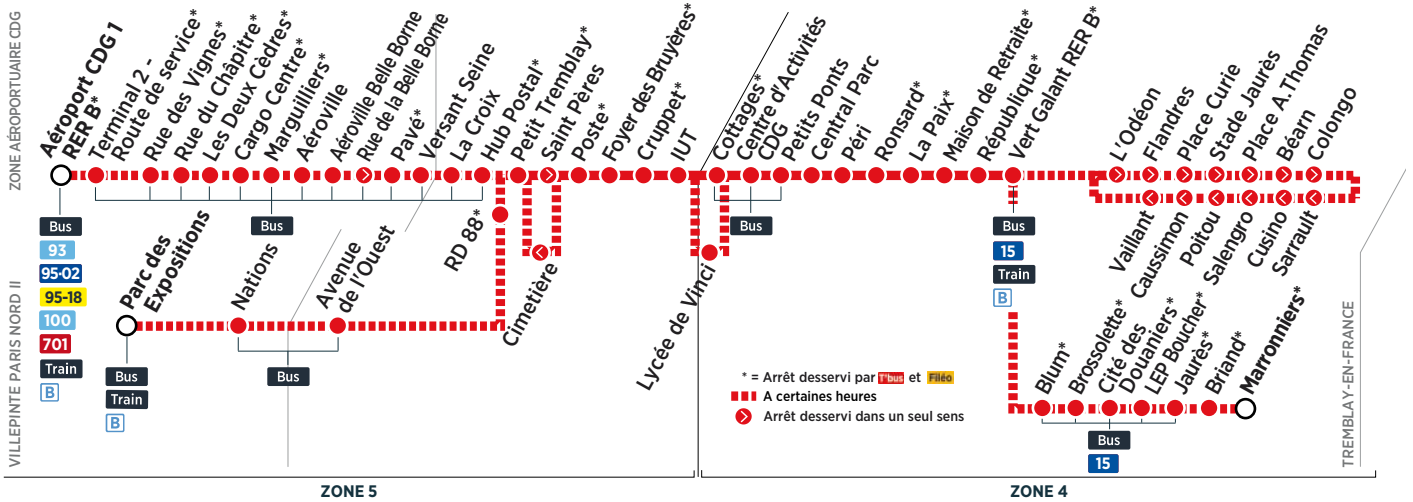 ZONE AÉROPORTUAIRE CDG
Aéroport CDG 1
RER B*
Terminal 2 -
Route de service*
Rue des Vignes*
Rue du Châpitre*
Les Deux Cèdres*
Cargo Centre*
Marguilliers*
Aéroville
Aéroville Belle Borne
Rue de la Belle Borne
Pavé*
Versant Seine
La Croix
Hub Postal*
Petit Tremblay*
Saint Peres
Poste*
Foyer des Bruyères*
Cruppet*
IUT
Cottages*
Centre d'Activités
CDG
Petits Ponts
Central Parc
Péri
Ronsard*
La Paix*
Maison de Retraite*
République*
Vert Galant RER B*
L'Odéon
Flandres
Place Curie
Stade Jaurès
Place A.Thomas
Béarn
Colongo
Bus
93
95-02
95-18
100
701
Train
B
Bus
RD 88*
Cimetière
Lycée de Vinci
Bus
Bus
15
Train
B
Vaillant
Caussimon
Poitou
Salengro
Cusino
Sarrault
VILLEPINTE PARIS NORD II
Parc des
Expositions
Nations
Avenue
de l'Ouest
Bus
Train
B
Bus
* = Arrêt desservi par T'bus et Filéo
A certaines heures
Arrêt desservi dans un seul sens
Blum*
Brossolette*
Cité des
Douaniers*
LEP Boucher*
Jaurès*
Briand*
Marronniers*
Bus
15
TREMBLAY-EN-FRANCE
ZONE 5
ZONE 4